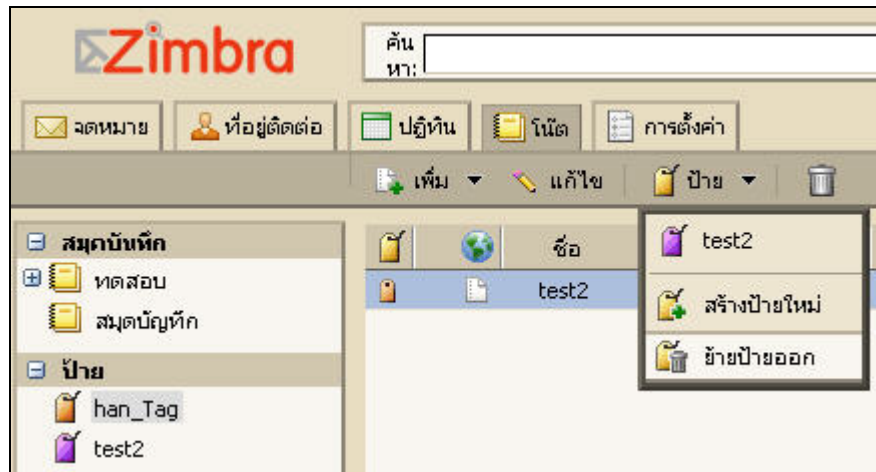 Zimbra
ค้นหา:
จดหมาย ที่อยู่ติดต่อ ปฏิทิน โน๊ต การตั้งค่า
เพิ่ม แก้ไข ป้าย
สมุดบันทึก
ทดสอบ
สมุดบัญทึก
ป้าย
han_Tag
test2
ชื่อ
test2
test2
สร้างป้ายใหม่
ย้ายป้ายออก